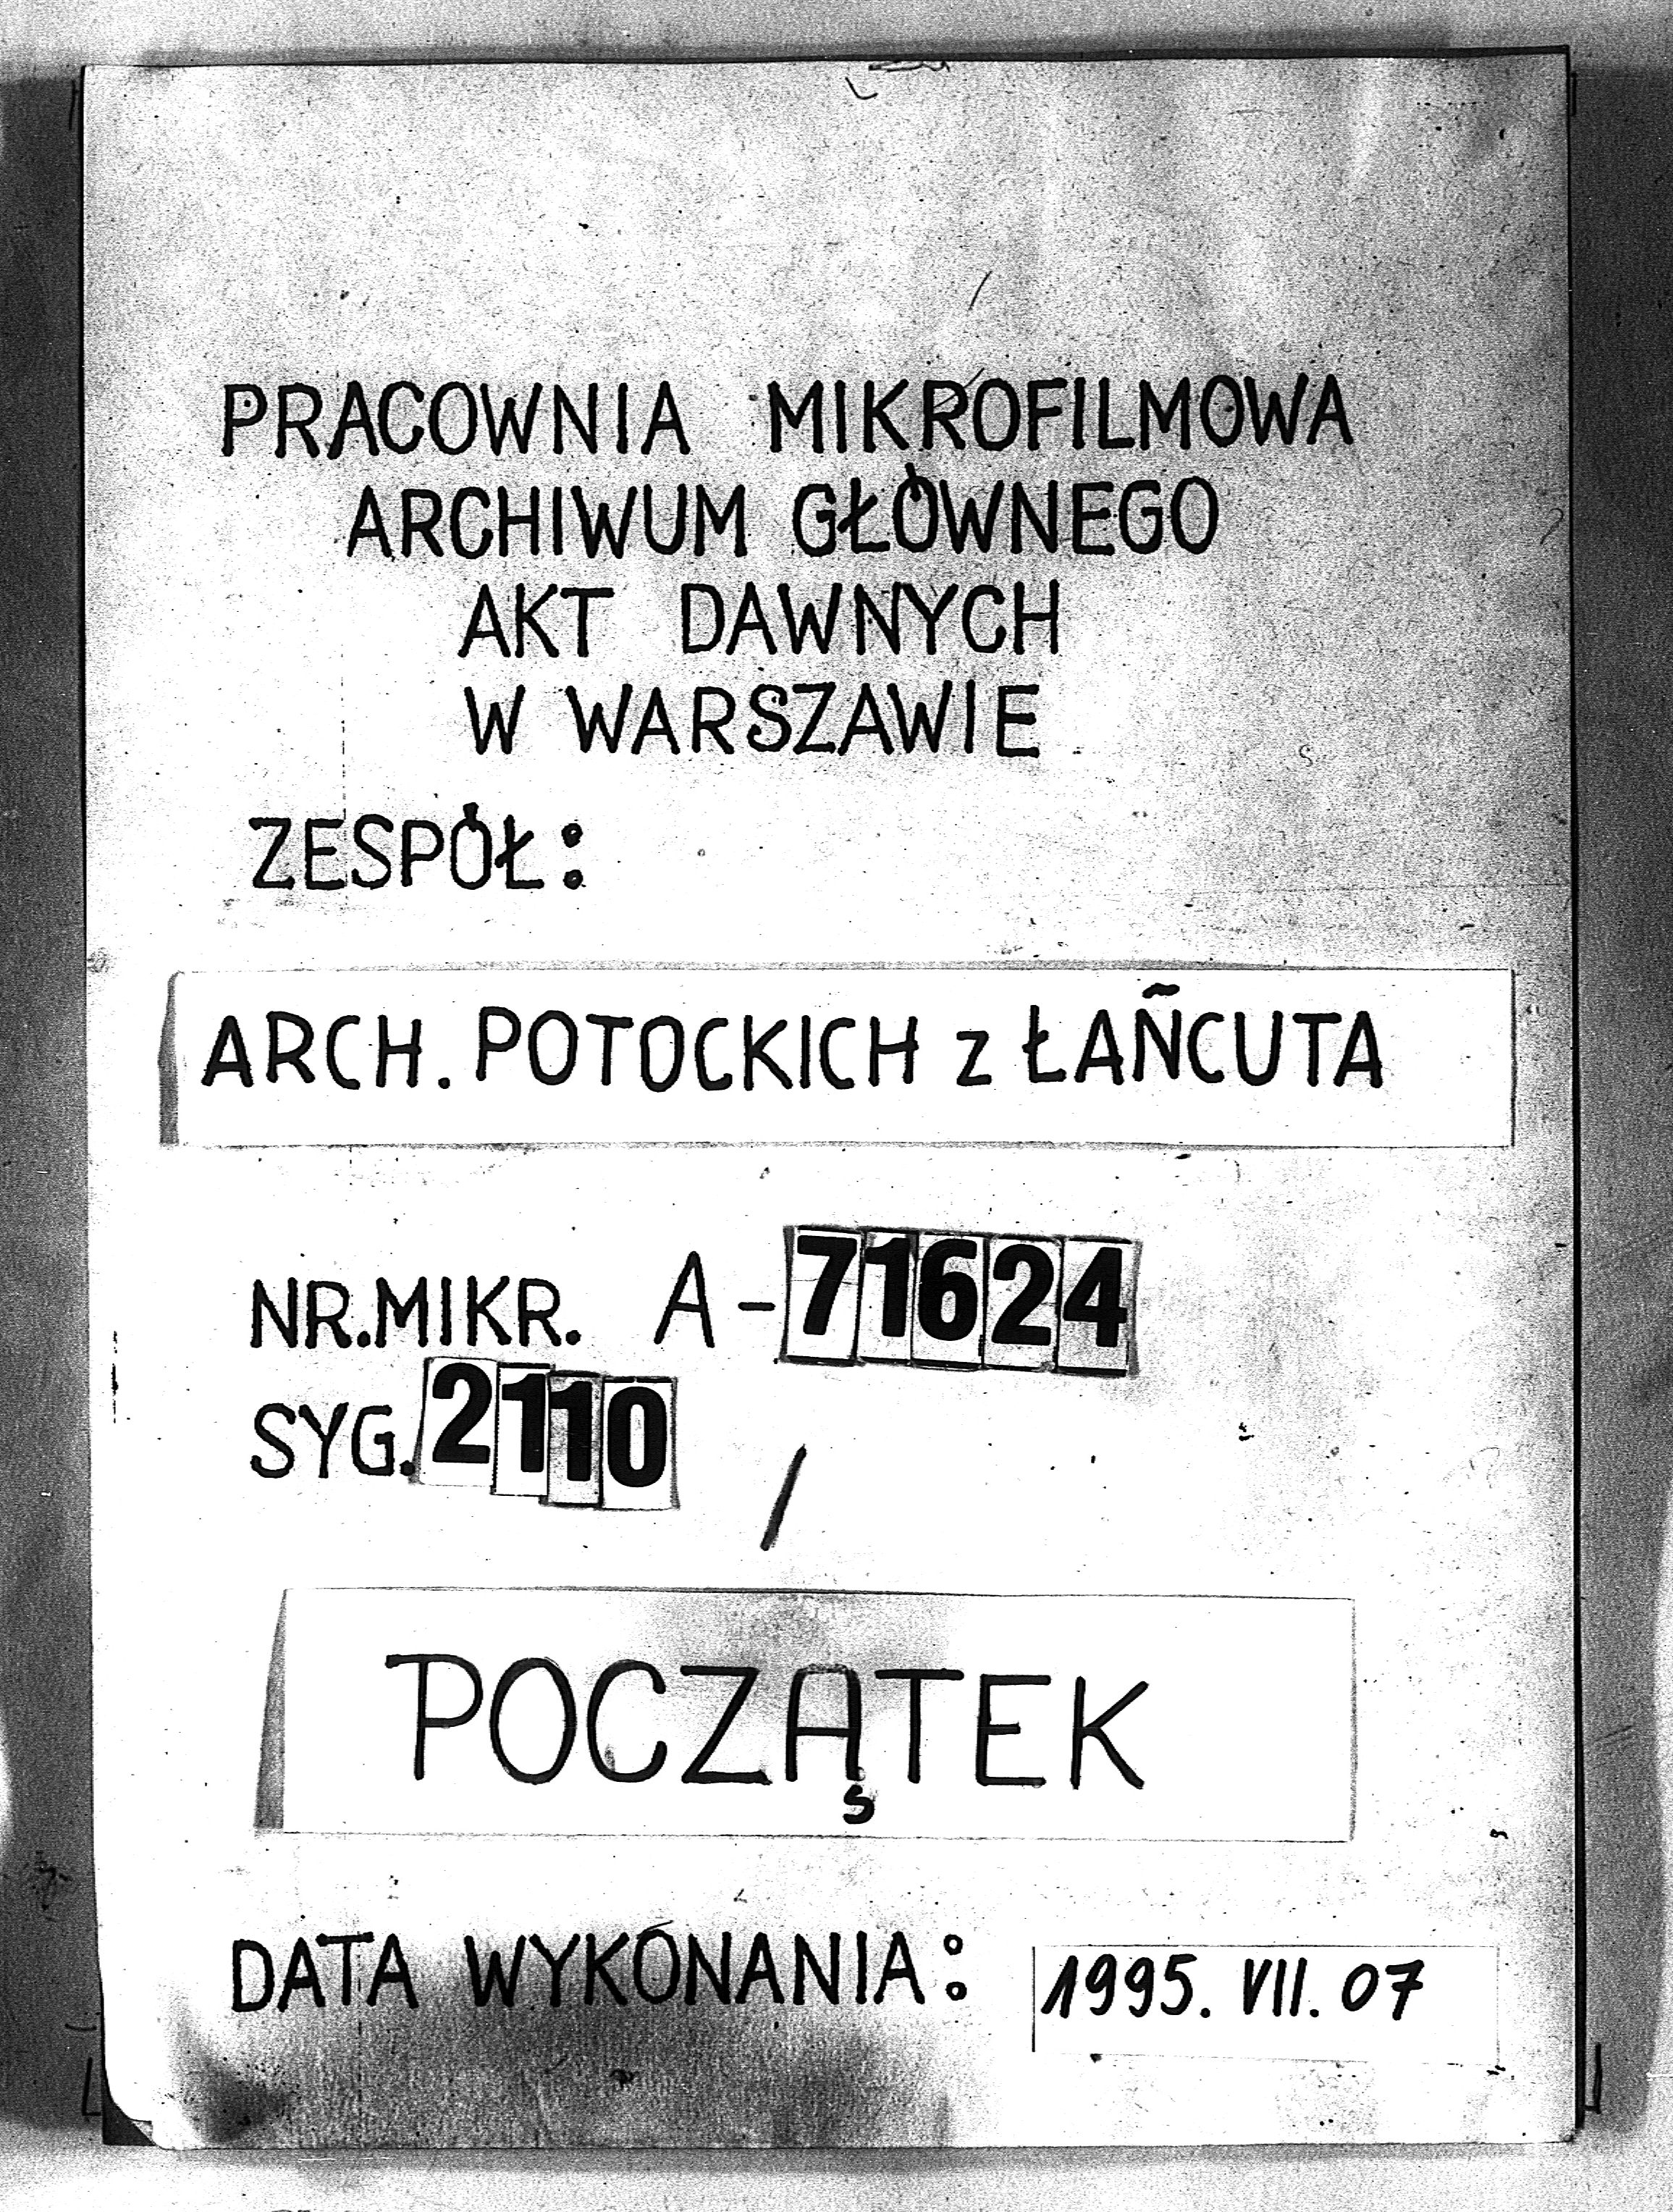 PRACOWNIA MIKROFILMOWA
ARCHIWUM GŁÓWNEGO
AKT DAWNYCH
W WARSZAWIE
ZESPÓŁ:
ARCH. POTOCKICH z ŁAŃCUTA
NR.MIKR. A-71624
SYG. 2110 /
POCZĄTEK
DATA WYKONANIA: 1995. VII. 07